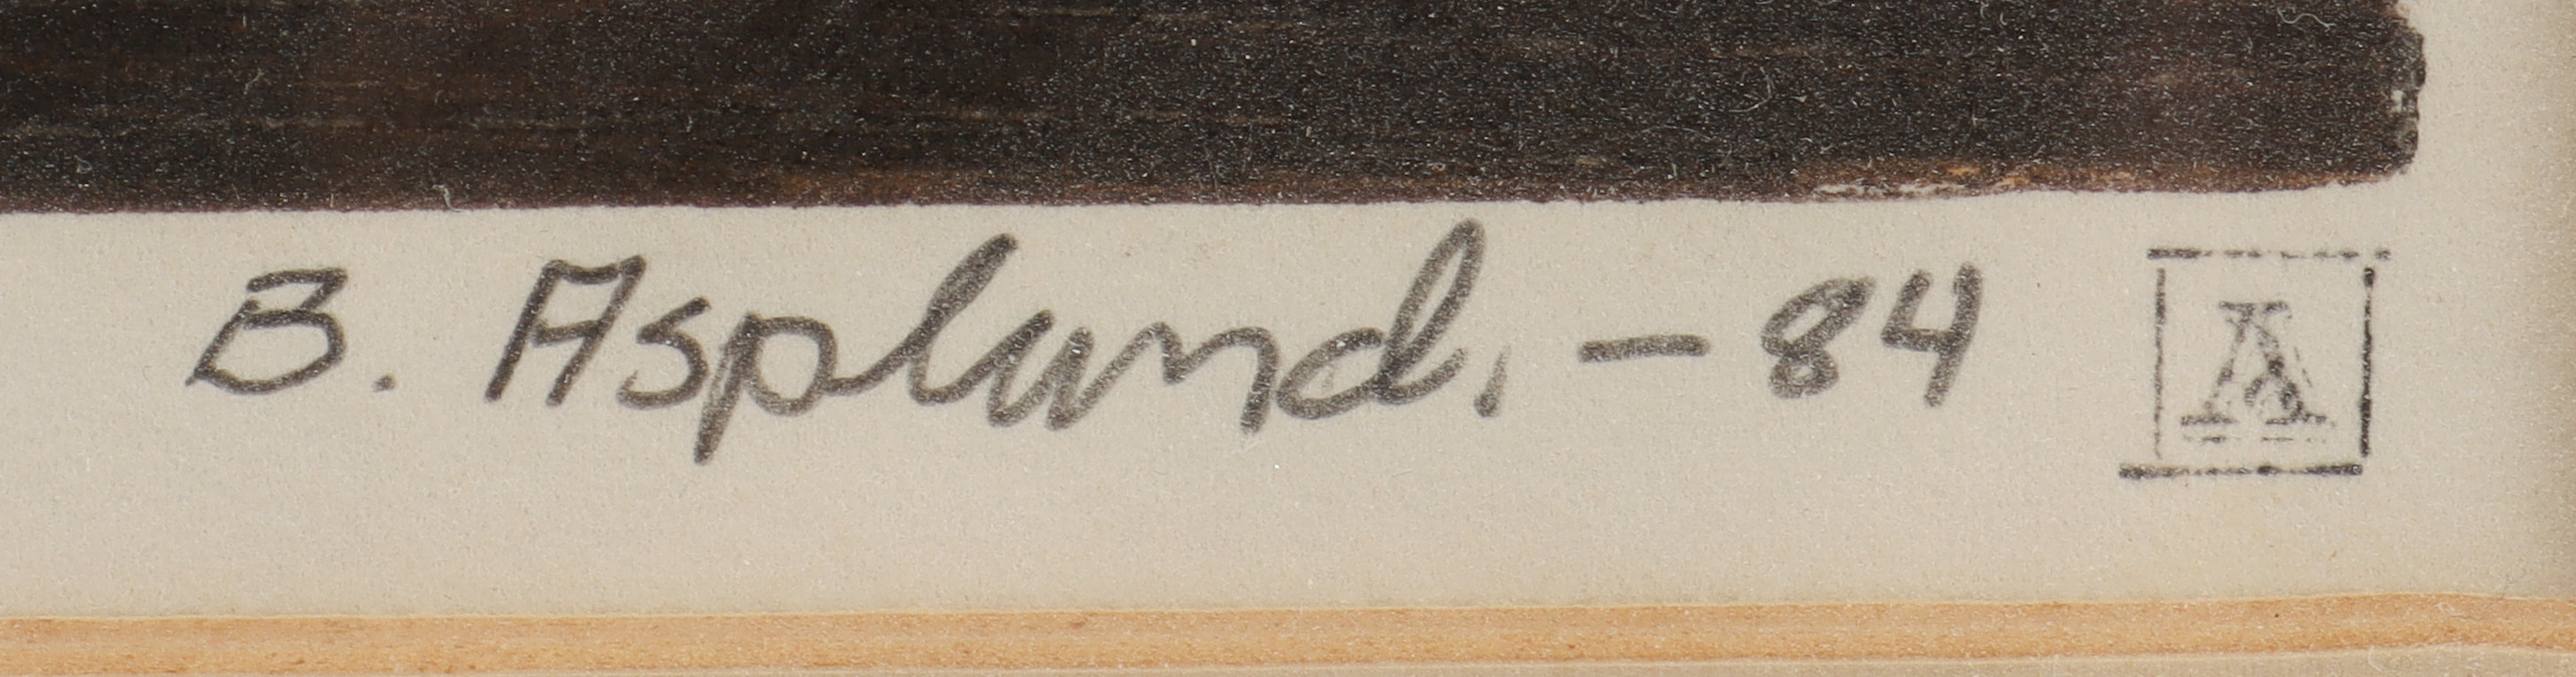 B. Asplund. - 84